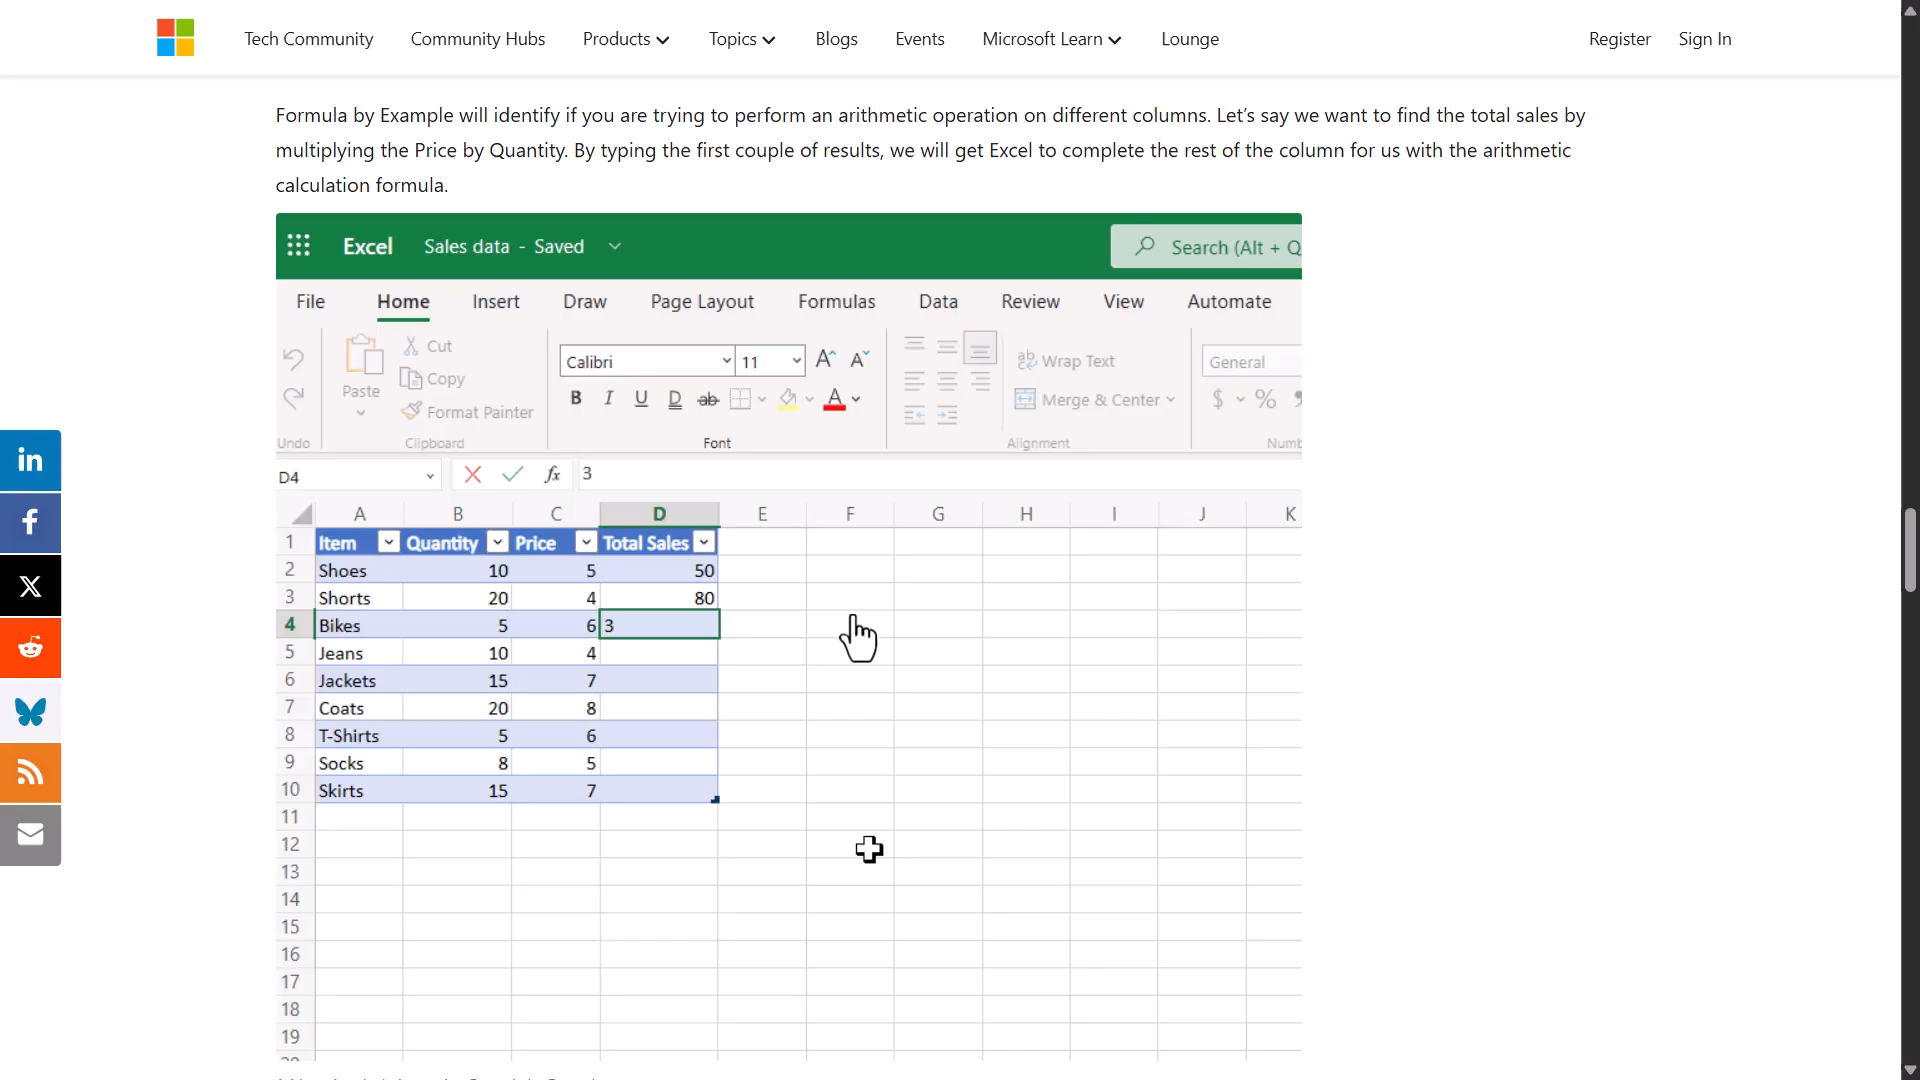 Tech Community Community Hubs Products Topics Blogs Events Microsoft Learn Lounge Register Sign In
Formula by Example will identify if you are trying to perform an arithmetic operation on different columns. Let’s say we want to find the total sales by
multiplying the Price by Quantity. By typing the first couple of results, we will get Excel to complete the rest of the column for us with the arithmetic
calculation formula.
Excel Sales data - Saved Search (Alt + Q
File Home Insert Draw Page Layout Formulas Data Review View Automate
Cut
Calibri 11 A A Wrap Text General
Paste Copy
B I U D ab A Merge & Center $ %
Format Painter
Undo Clipboard Font Alignment Numb
D4 fx 3
A B C D E F G H I J K
1 Item Quantity Price Total Sales
2 Shoes 10 5 50
3 Shorts 20 4 80
4 Bikes 5 6 3
5 Jeans 10 4
6 Jackets 15 7
7 Coats 20 8
8 T-Shirts 5 6
9 Socks 8 5
10 Skirts 15 7
11
12
13
14
15
16
17
18
19